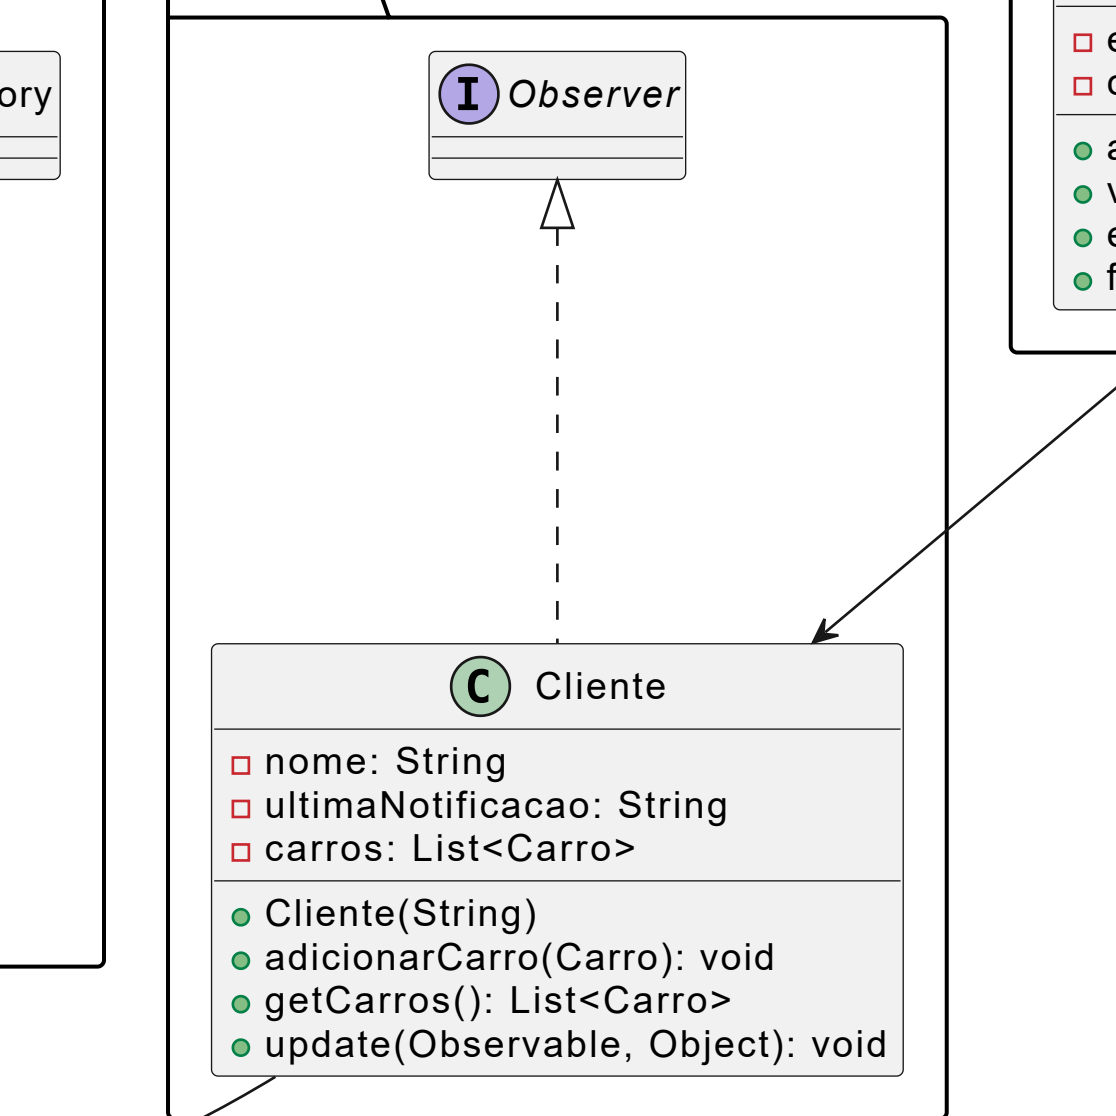 ory
I Observer
C Cliente
nome: String
ultimaNotificacao: String
carros: List<Carro>
Cliente(String)
adicionarCarro(Carro): void
getCarros(): List<Carro>
update(Observable, Object): void